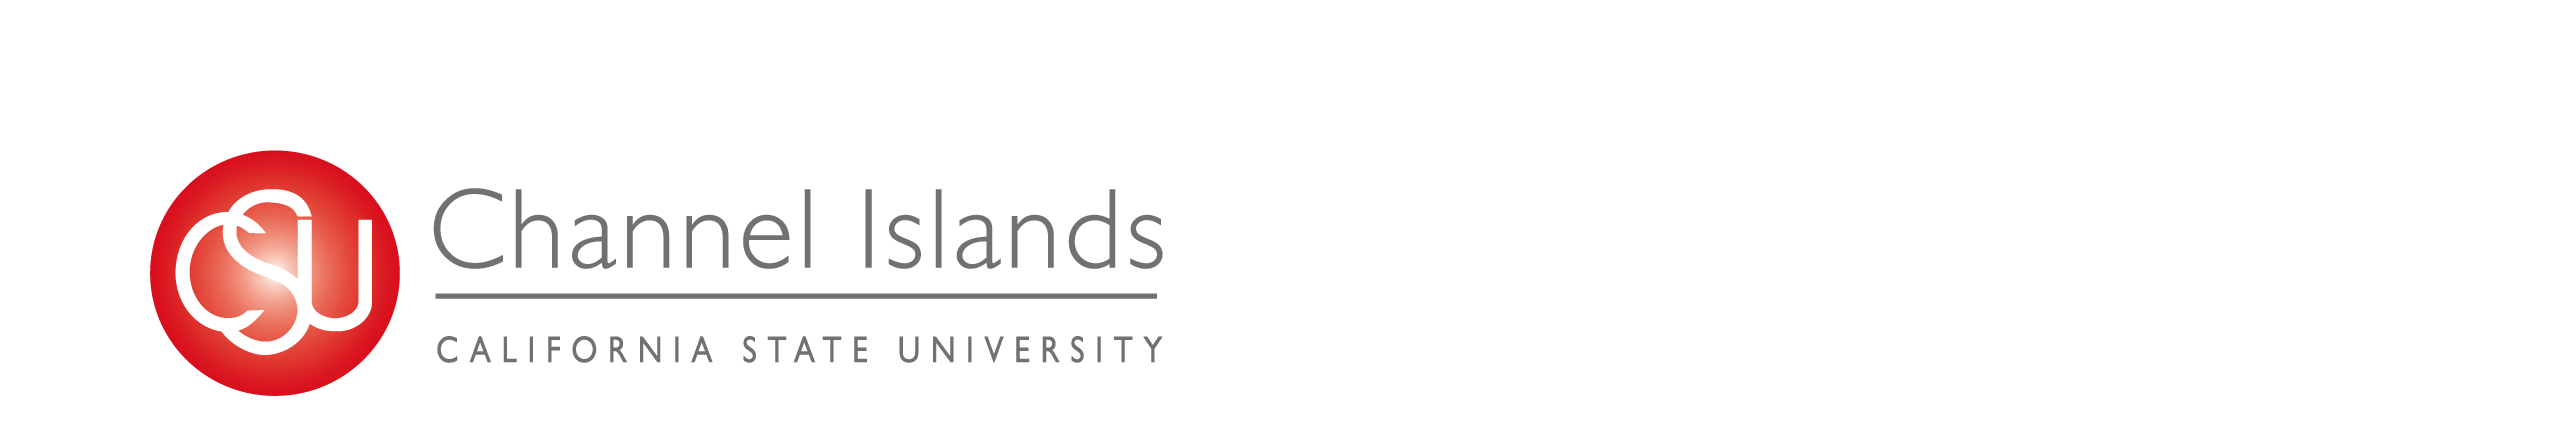 CSU
Channel Islands
CALIFORNIA STATE UNIVERSITY